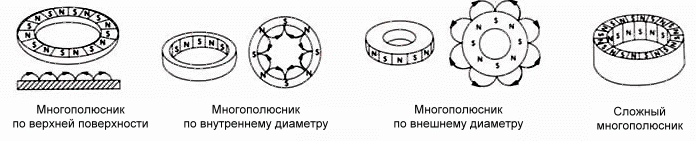 Многополюсник
по верхней поверхности
Многополюсник
по внутреннему диаметру
Многополюсник
по внешнему диаметру
Сложный
многополюсник